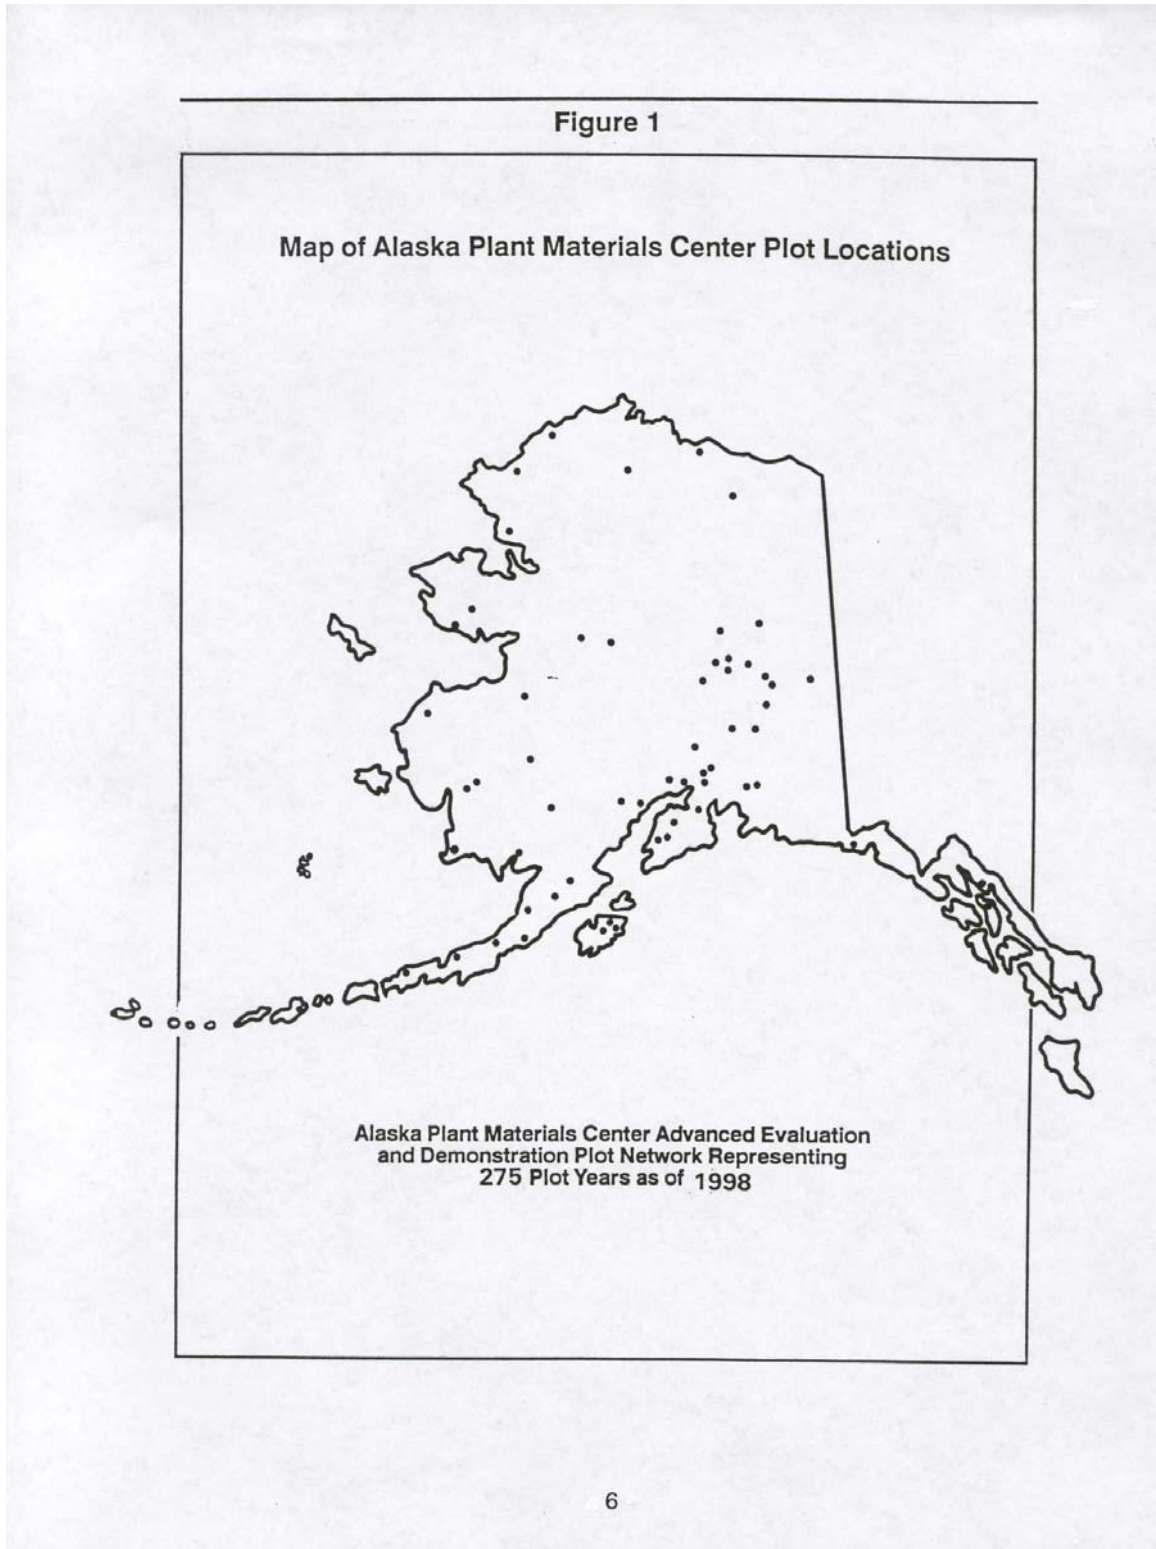 Figure 1
Map of Alaska Plant Materials Center Plot Locations
Alaska Plant Materials Center Advanced Evaluation
and Demonstration Plot Network Representing
275 Plot Years as of 1998
6